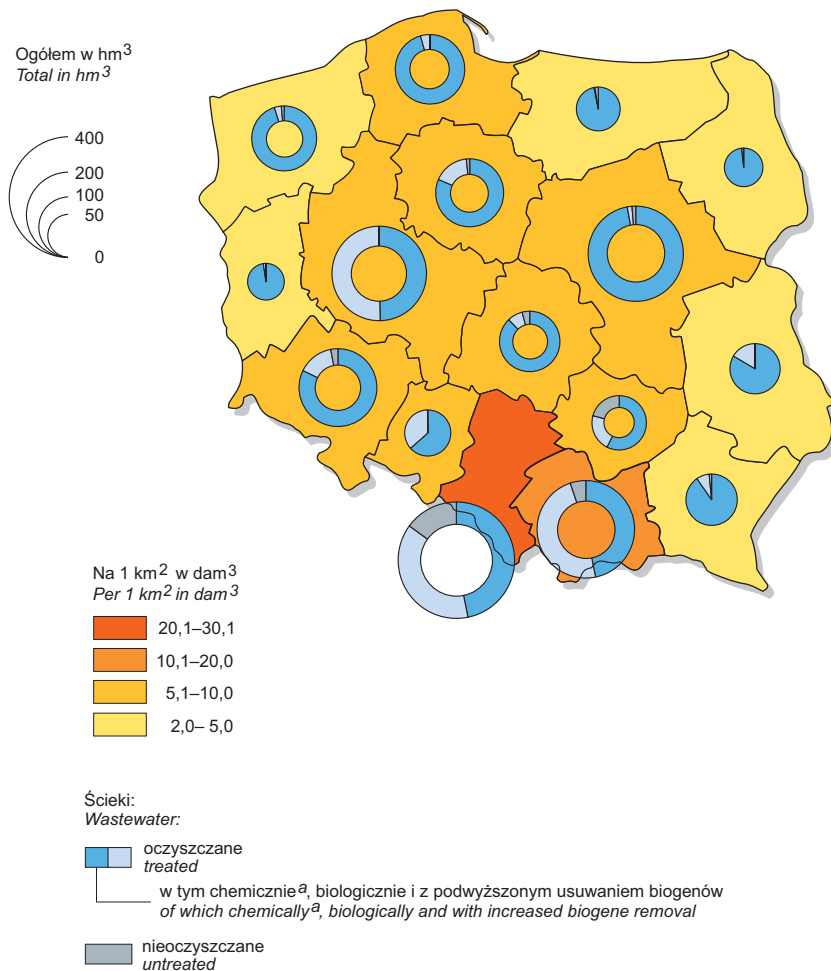 Ogółem w hm3
Total in hm3
400
200
100
50
0
Na 1 km2 w dam3
Per 1 km2 in dam3
20,1–30,1
10,1–20,0
5,1–10,0
2,0– 5,0
Ścieki:
Wastewater:
oczyszczane
treated
w tym chemiczniea, biologicznie i z podwyższonym usuwaniem biogenów
of which chemicallya, biologically and with increased biogene removal
nieoczyszczane
untreated